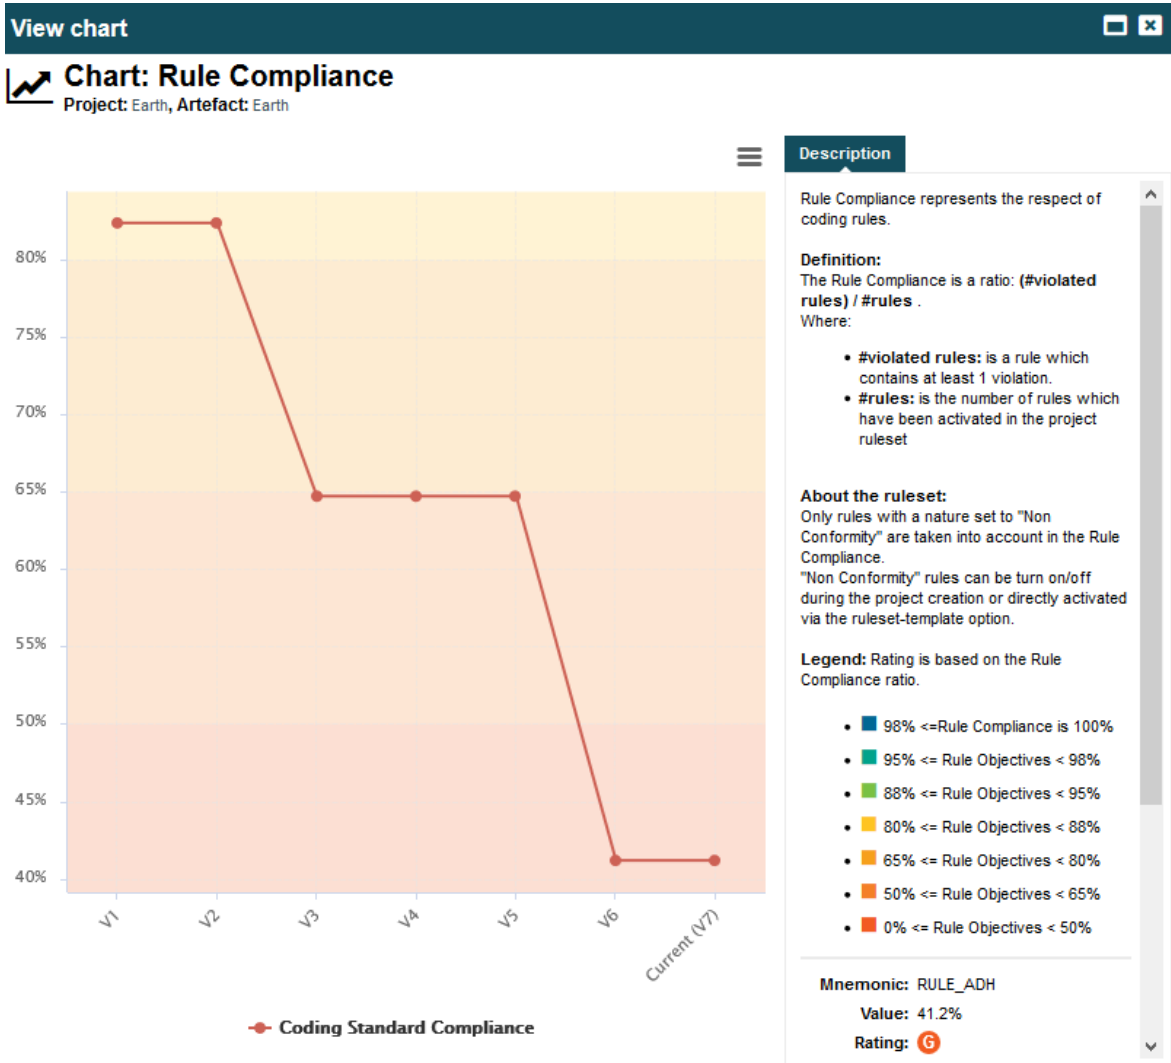 View chart
Chart: Rule Compliance
Project: Earth, Artefact: Earth
80%
75%
70%
65%
60%
55%
50%
45%
40%
V1
V2
V3
V4
V5
V6
Current (V7)
Coding Standard Compliance
Description
Rule Compliance represents the respect of
coding rules.
Definition:
The Rule Compliance is a ratio: (#violated
rules) / #rules .
Where:
• #violated rules: is a rule which
contains at least 1 violation.
• #rules: is the number of rules which
have been activated in the project
ruleset
About the ruleset:
Only rules with a nature set to "Non
Conformity" are taken into account in the Rule
Compliance.
"Non Conformity" rules can be turn on/off
during the project creation or directly activated
via the ruleset-template option.
Legend: Rating is based on the Rule
Compliance ratio.
• 98% <=Rule Compliance is 100%
• 95% <= Rule Objectives < 98%
• 88% <= Rule Objectives < 95%
• 80% <= Rule Objectives < 88%
• 65% <= Rule Objectives < 80%
• 50% <= Rule Objectives < 65%
• 0% <= Rule Objectives < 50%
Mnemonic: RULE_ADH
Value: 41.2%
Rating: G